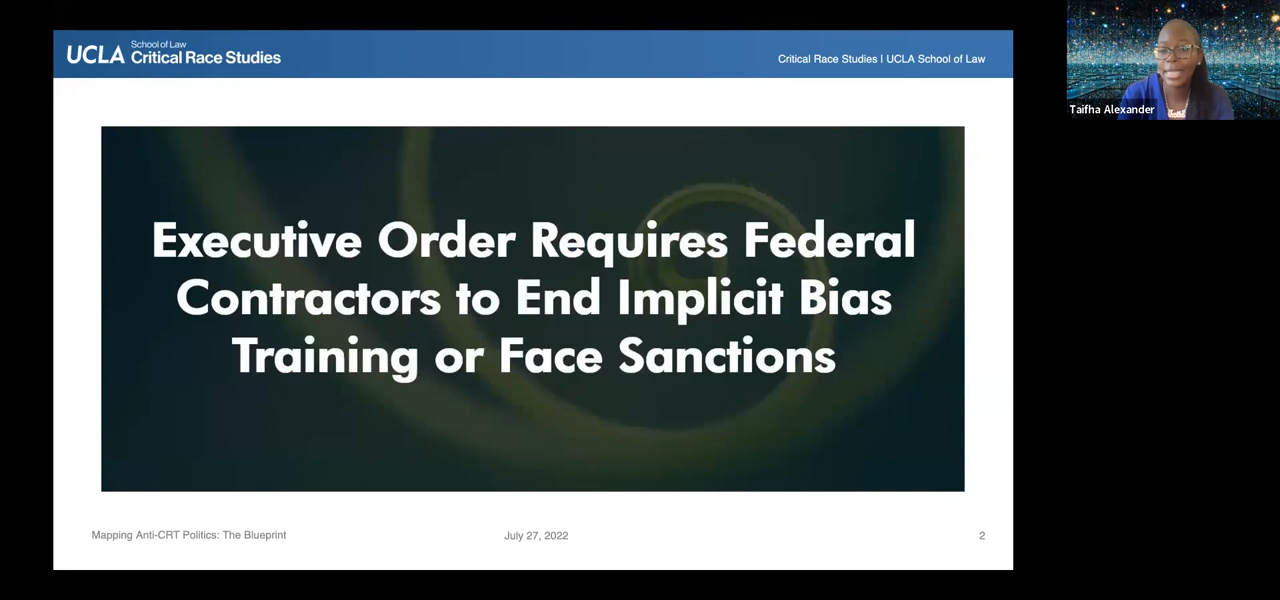 UCLA School of Law
Critical Race Studies
Critical Race Studies | UCLA School of Law
Taifha Alexander
Executive Order Requires Federal
Contractors to End Implicit Bias
Training or Face Sanctions
Mapping Anti-CRT Politics: The Blueprint
July 27, 2022
2